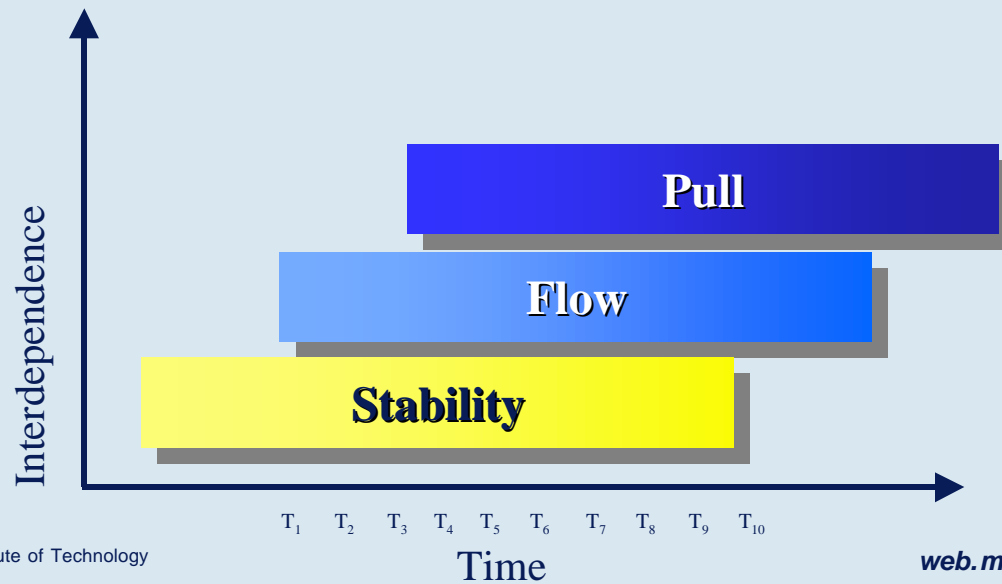 Pull
Flow
Stability
Interdependence
T1 T2 T3 T4 T5 T6 T7 T8 T9 T10
Time
ute of Technology
web.m